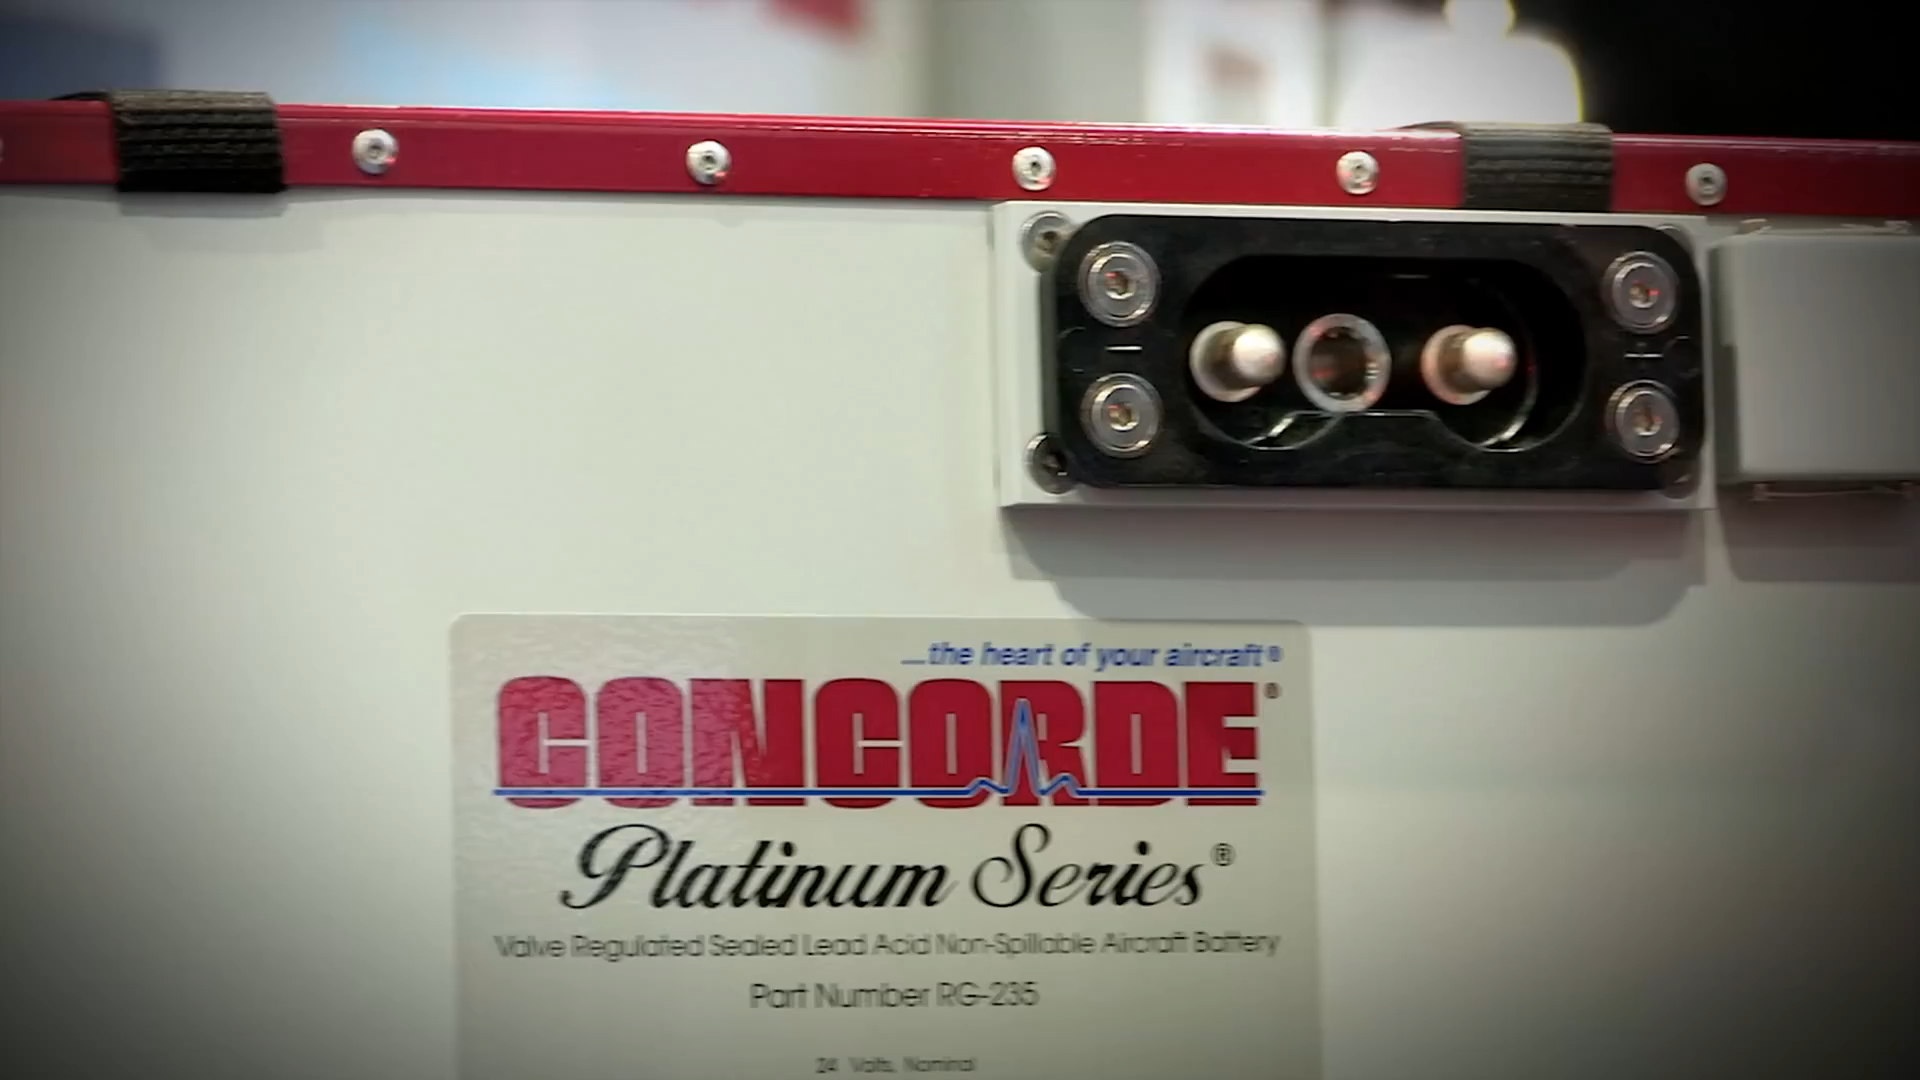 ...the heart of your aircraft®
CONCORDE®
Platinum Series®
Valve Regulated Sealed Lead Acid Non-Spillable Aircraft Battery
Part Number RG-235
24 Volts, Nominal